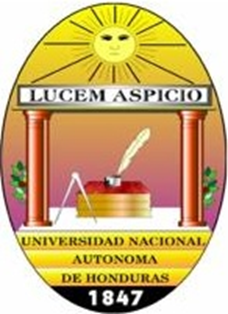 LUCEM ASPICIO
UNIVERSIDAD NACIONAL
AUTONOMA
DE HONDURAS
1847